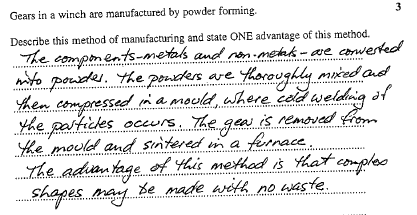 Gears in a winch are manufactured by powder forming.
3
Describe this method of manufacturing and state ONE advantage of this method.
The components-metals and non-metals - are converted
into powder. The powders are thoroughly mixed and
then compressed in a mould, where cold welding of
the particles occurs. The gear is removed from
the mould and sintered in a furnace.
The advantage of this method is that complex
shapes may be made with no waste.